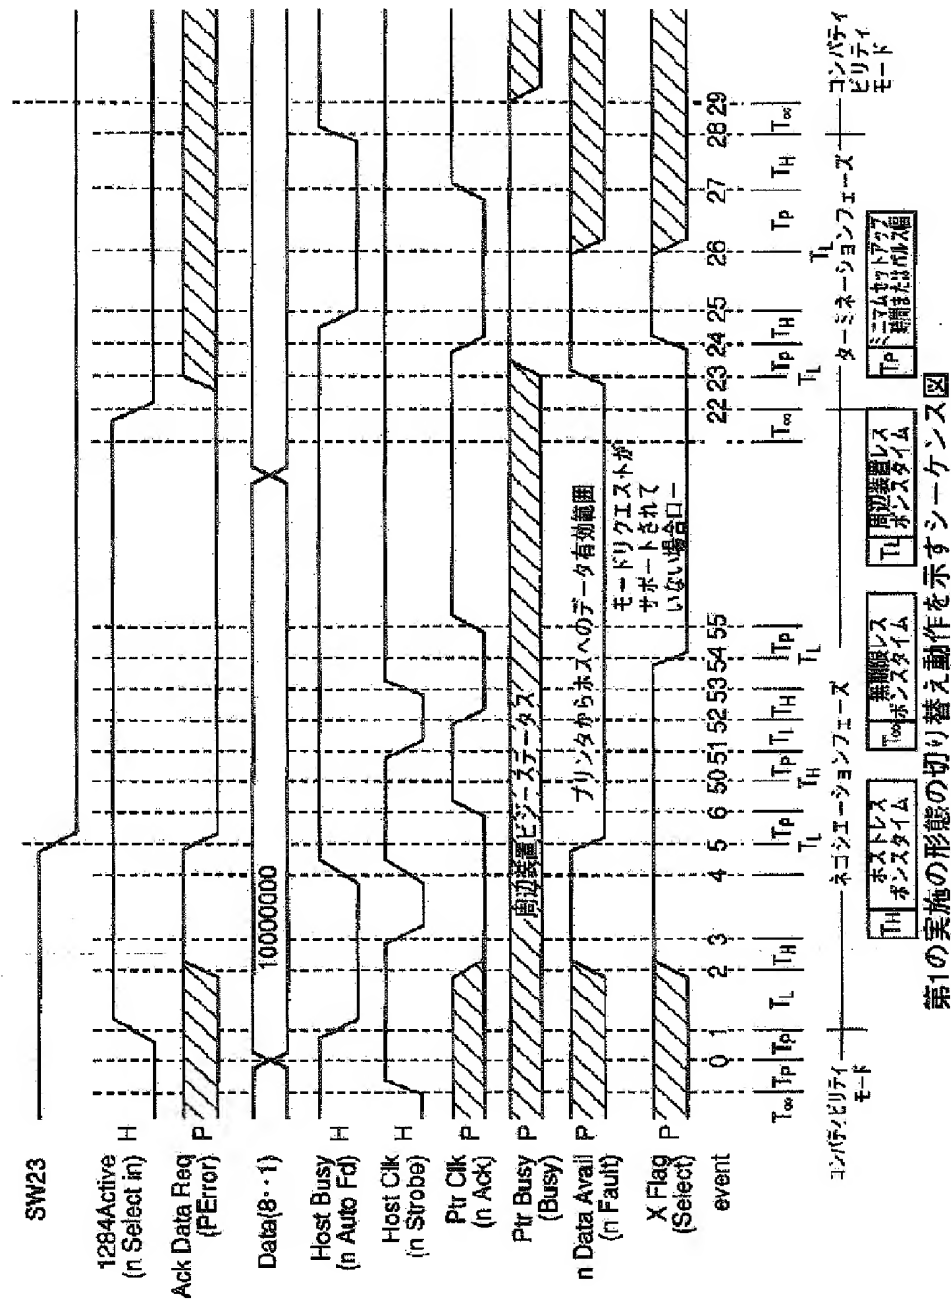 SW23
1284Active
(n Select in)
H
Ack Data Req
(PError)
P
Data(8‥1)
10000000
Host Busy
(n Auto Fd)
H
Host Clk
(n Strobe)
H
Ptr Clk
(n Ack)
P
Ptr Busy
(Busy)
P
周辺装置ビジーステータス
n Data Avail
(n Fault)
P
プリンタからホスへのデータ有効範囲
X Flag
(Select)
P
モードリクエストが
サポートされて
いない場合ロー
event
0 1 2 3 4 5 6 50 51 52 53 54 55 22 23 24 25 26 27 28 29
T∞ TP TP TL TH TL TP TH TP TL TH TL TP T∞ TL TP TH TL TP TH T∞
コンパティビリティ
モード
ネゴシエーションフェーズ
ターミネーションフェーズ
コンパティ
ビリティ
モード
TH ホストレス
ポンスタイム
T∞ 無期限レス
ポンスタイム
TL 周辺装置レス
ポンスタイム
TP ミニマムセットアップ
時間またはパルス幅
第1の実施の形態の切り替え動作を示すシーケンス図